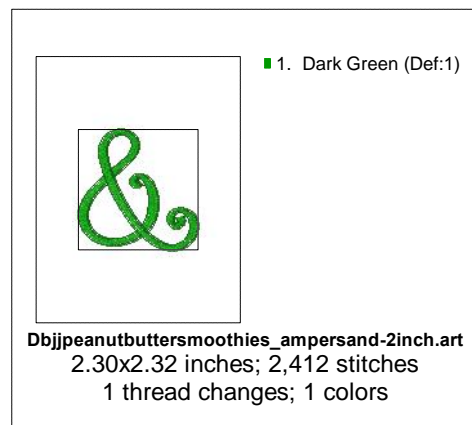 1. Dark Green (Def:1)
&
Dbjjpeanutbuttersmoothies_ampersand-2inch.art
2.30x2.32 inches; 2,412 stitches
1 thread changes; 1 colors